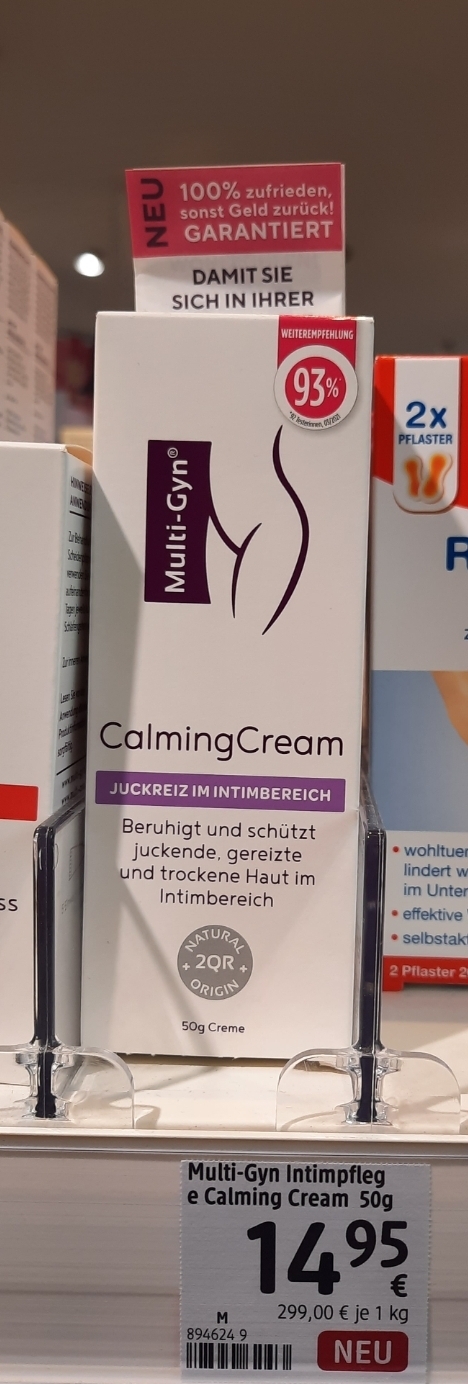 NEU
100% zufrieden,
sonst Geld zurück!
GARANTIERT
DAMIT SIE
SICH IN IHRER
WEITEREMPFEHLUNG
93%
Multi-Gyn®
CalmingCream
JUCKREIZ IM INTIMBEREICH
Beruhigt und schützt
juckende, gereizte
und trockene Haut im
Intimbereich
NATURAL
+ 2QR +
ORIGIN
50g Creme
2x
PFLASTER
R
• wohltuer
lindert w
im Unter
• effektive
• selbstakt
2 Pflaster
ss
Multi-Gyn Intimpfleg
e Calming Cream 50g
14 95
€
299,00 € je 1 kg
M
894624 9
NEU